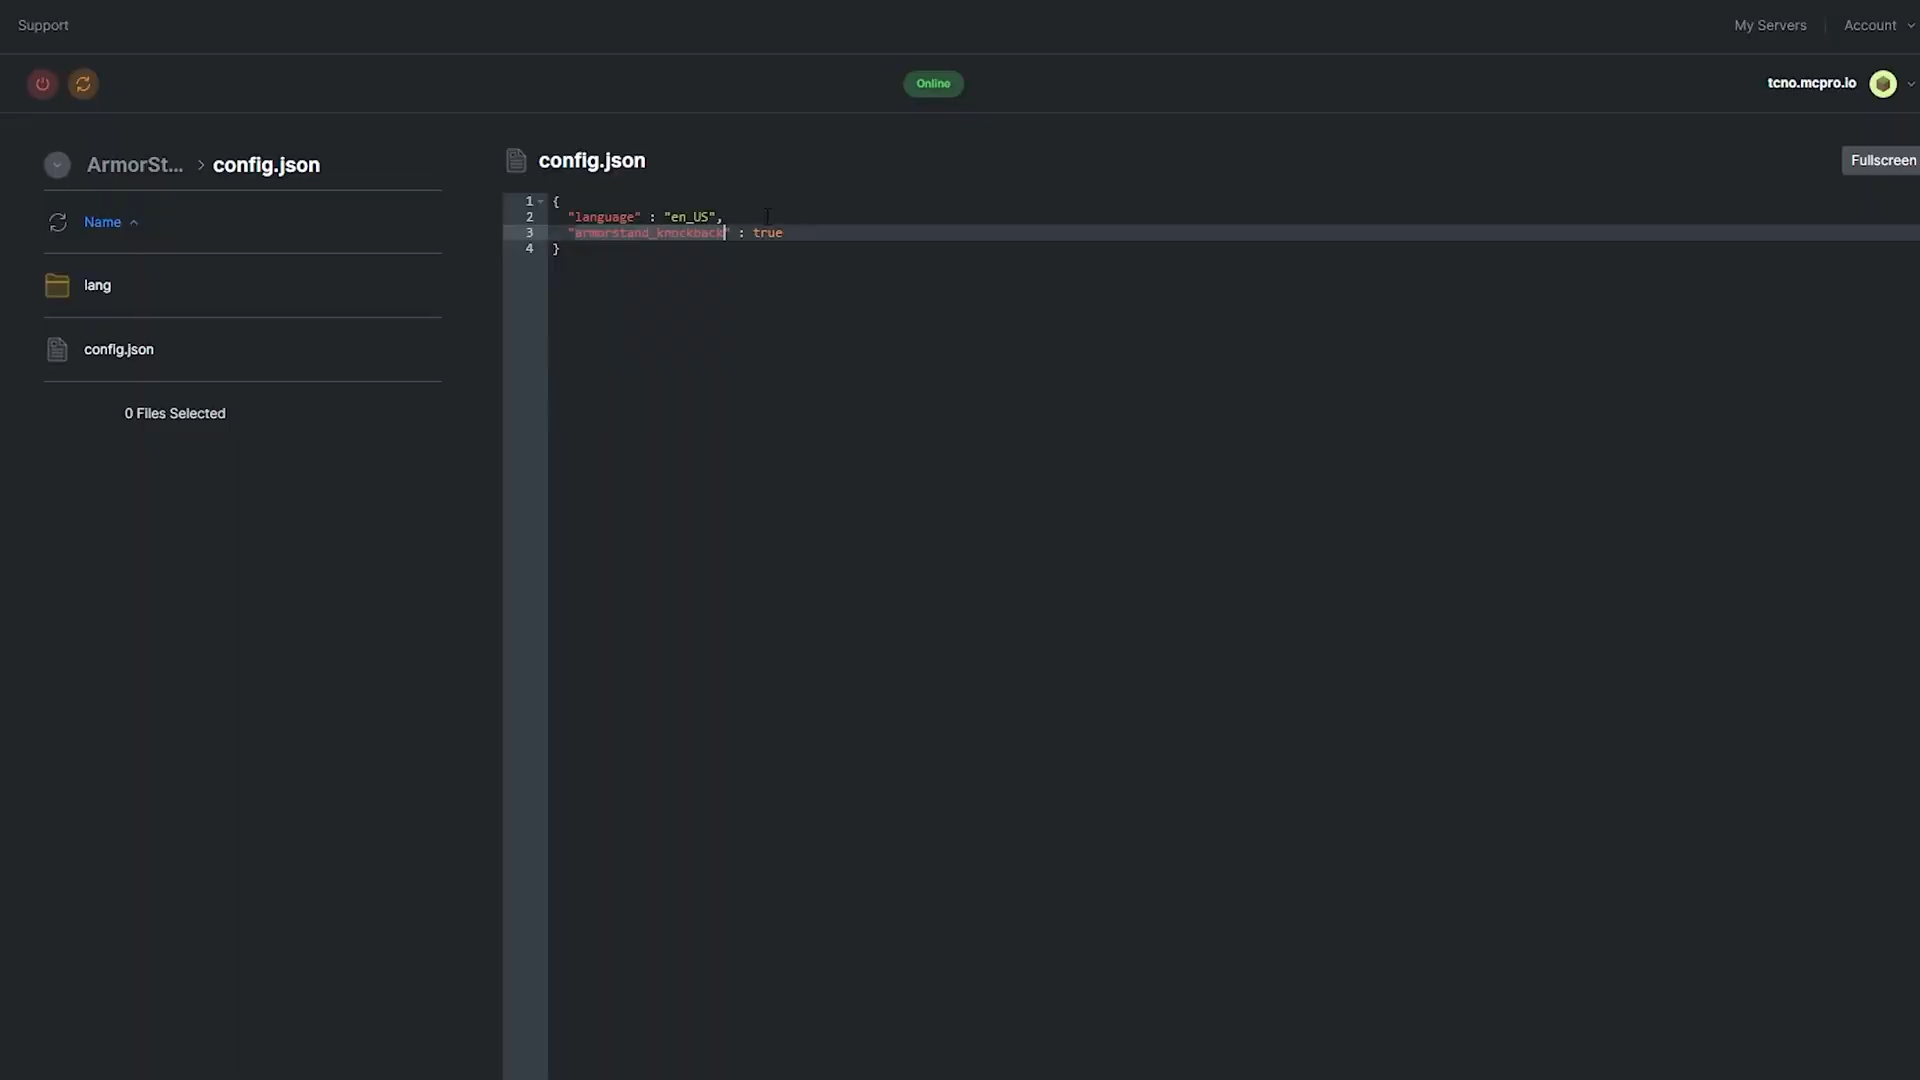 Support
My Servers
Account
Online
tcno.mcpro.io
ArmorSt... > config.json
Name
lang
config.json
0 Files Selected
config.json
Fullscreen
1 {
2 "language" : "en_US",
3 "armorstand_knockback" : true
4 }